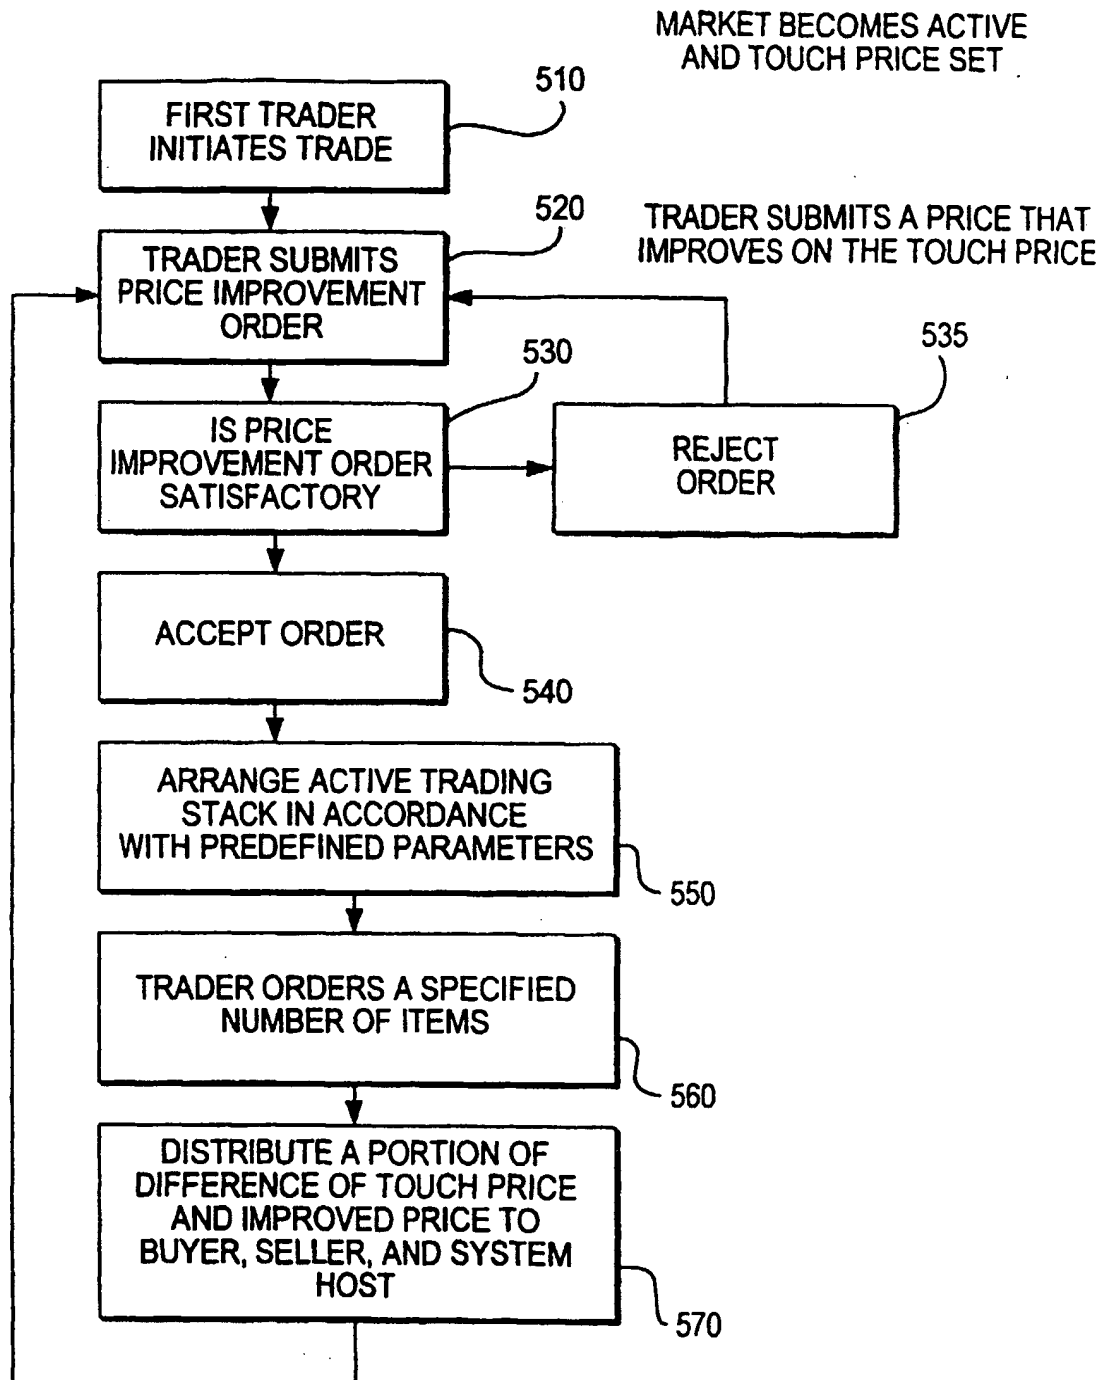 MARKET BECOMES ACTIVE
AND TOUCH PRICE SET
510
FIRST TRADER
INITIATES TRADE
520
TRADER SUBMITS A PRICE THAT
IMPROVES ON THE TOUCH PRICE
TRADER SUBMITS
PRICE IMPROVEMENT
ORDER
530
535
IS PRICE
IMPROVEMENT ORDER
SATISFACTORY
REJECT
ORDER
ACCEPT ORDER
540
ARRANGE ACTIVE TRADING
STACK IN ACCORDANCE
WITH PREDEFINED PARAMETERS
550
TRADER ORDERS A SPECIFIED
NUMBER OF ITEMS
560
DISTRIBUTE A PORTION OF
DIFFERENCE OF TOUCH PRICE
AND IMPROVED PRICE TO
BUYER, SELLER, AND SYSTEM
HOST
570